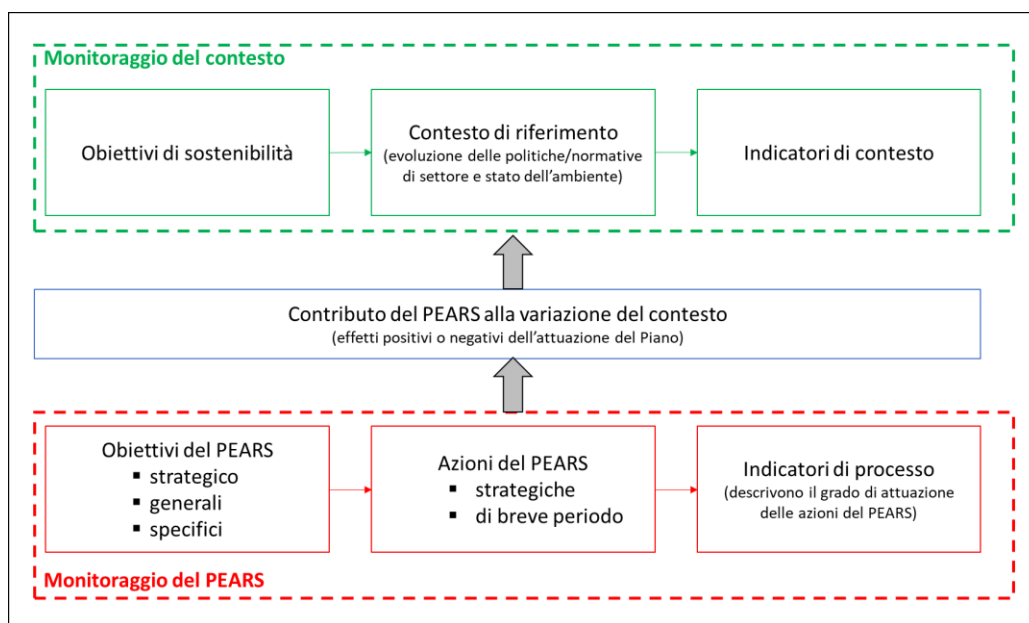 Monitoraggio del contesto
Obiettivi di sostenibilità
Contesto di riferimento
(evoluzione delle politiche/normative
di settore e stato dell'ambiente)
Indicatori di contesto
Contributo del PEARS alla variazione del contesto
(effetti positivi o negativi dell'attuazione del Piano)
Obiettivi del PEARS
▪ strategico
▪ generali
▪ specifici
Azioni del PEARS
▪ strategiche
▪ di breve periodo
Indicatori di processo
(descrivono il grado di attuazione
delle azioni del PEARS)
Monitoraggio del PEARS